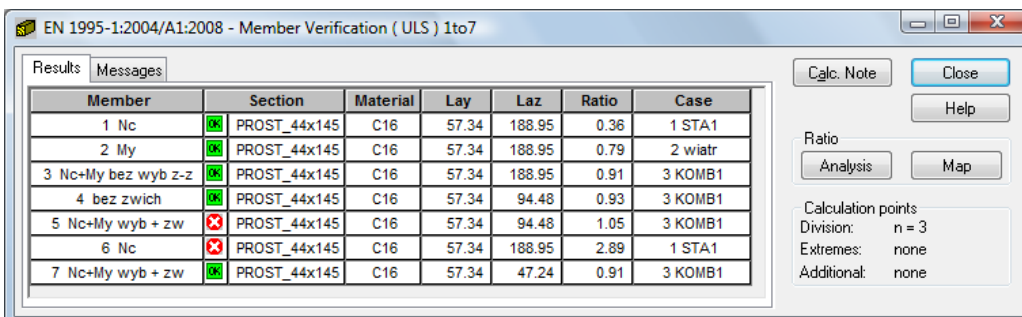 EN 1995-1:2004/A1:2008 - Member Verification ( ULS ) 1to7
Results Messages
Member Section Material Lay Laz Ratio Case
1 Nc OK PROST_44x145 C16 57.34 188.95 0.36 1 STA1
2 My OK PROST_44x145 C16 57.34 188.95 0.79 2 wiatr
3 Nc+My bez wyb z-z OK PROST_44x145 C16 57.34 188.95 0.91 3 KOMB1
4 bez zwich OK PROST_44x145 C16 57.34 94.48 0.93 3 KOMB1
5 Nc+My wyb + zw PROST_44x145 C16 57.34 94.48 1.05 3 KOMB1
6 Nc PROST_44x145 C16 57.34 188.95 2.89 1 STA1
7 Nc+My wyb + zw OK PROST_44x145 C16 57.34 47.24 0.91 3 KOMB1
Calc. Note Close
Help
Ratio
Analysis Map
Calculation points
Division: n = 3
Extremes: none
Additional: none